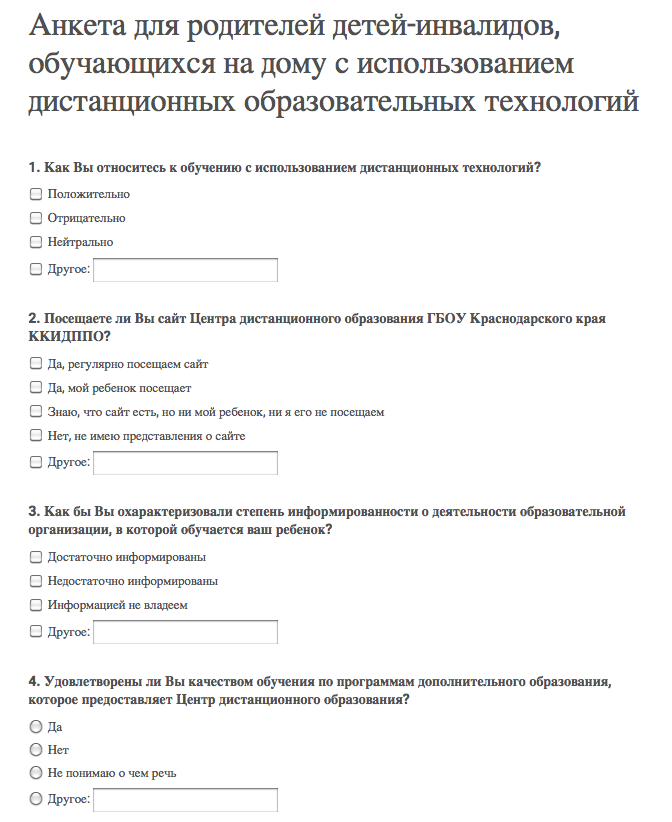 Анкета для родителей детей-инвалидов,
обучающихся на дому с использованием
дистанционных образовательных технологий
1. Как Вы относитесь к обучению с использованием дистанционных технологий?
Положительно
Отрицательно
Нейтрально
Другое:
2. Посещаете ли Вы сайт Центра дистанционного образования ГБОУ Краснодарского края
ККИДППО?
Да, регулярно посещаем сайт
Да, мой ребенок посещает
Знаю, что сайт есть, но ни мой ребенок, ни я его не посещаем
Нет, не имею представления о сайте
Другое:
3. Как бы Вы охарактеризовали степень информированности о деятельности образовательной
организации, в которой обучается ваш ребенок?
Достаточно информированы
Недостаточно информированы
Информацией не владеем
Другое:
4. Удовлетворены ли Вы качеством обучения по программам дополнительного образования,
которое предоставляет Центр дистанционного образования?
Да
Нет
Не понимаю о чем речь
Другое: